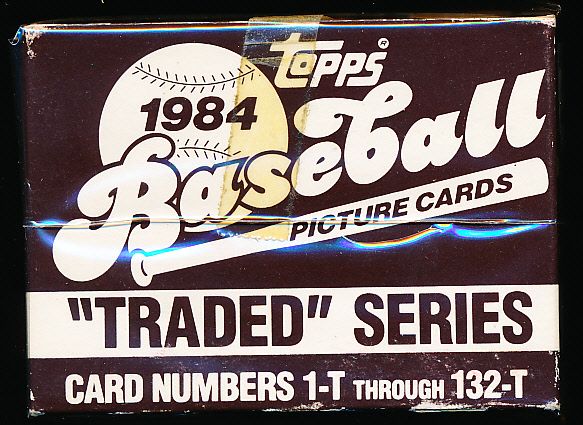 TOPPS®
1984
Baseball
PICTURE CARDS
"TRADED" SERIES
CARD NUMBERS 1-T THROUGH 132-T